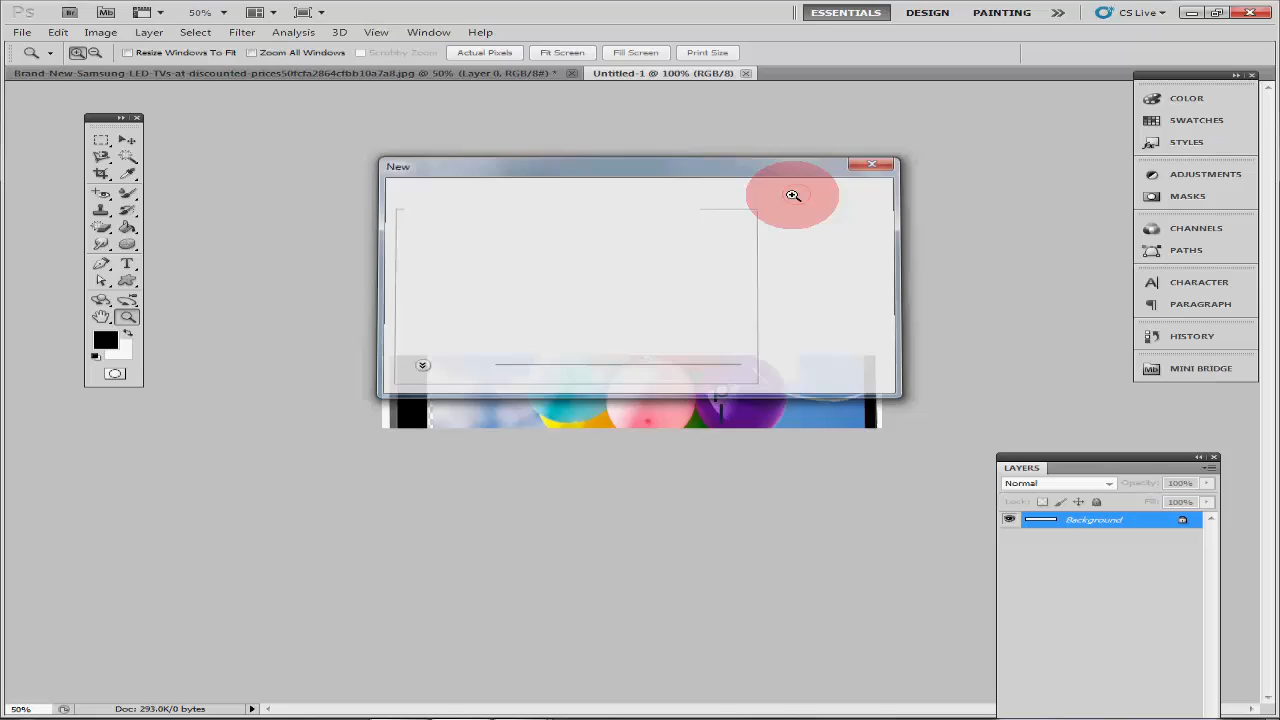 Ps Br Mb 50% ESSENTIALS DESIGN PAINTING CS Live
File Edit Image Layer Select Filter Analysis 3D View Window Help
Resize Windows To Fit Zoom All Windows Scrubby Zoom Actual Pixels Fit Screen Fill Screen Print Size
Brand-New-Samsung-LED-TVs-at-discounted-prices50fcfa2864cfbb10a7a8.jpg @ 50% (Layer 0, RGB/8#) * Untitled-1 @ 100% (RGB/8)
COLOR
SWATCHES
STYLES
ADJUSTMENTS
MASKS
CHANNELS
PATHS
CHARACTER
PARAGRAPH
HISTORY
Mb MINI BRIDGE
New
LAYERS
Normal Opacity: 100%
Lock: Fill: 100%
Background
50% Doc: 293.0K/0 bytes